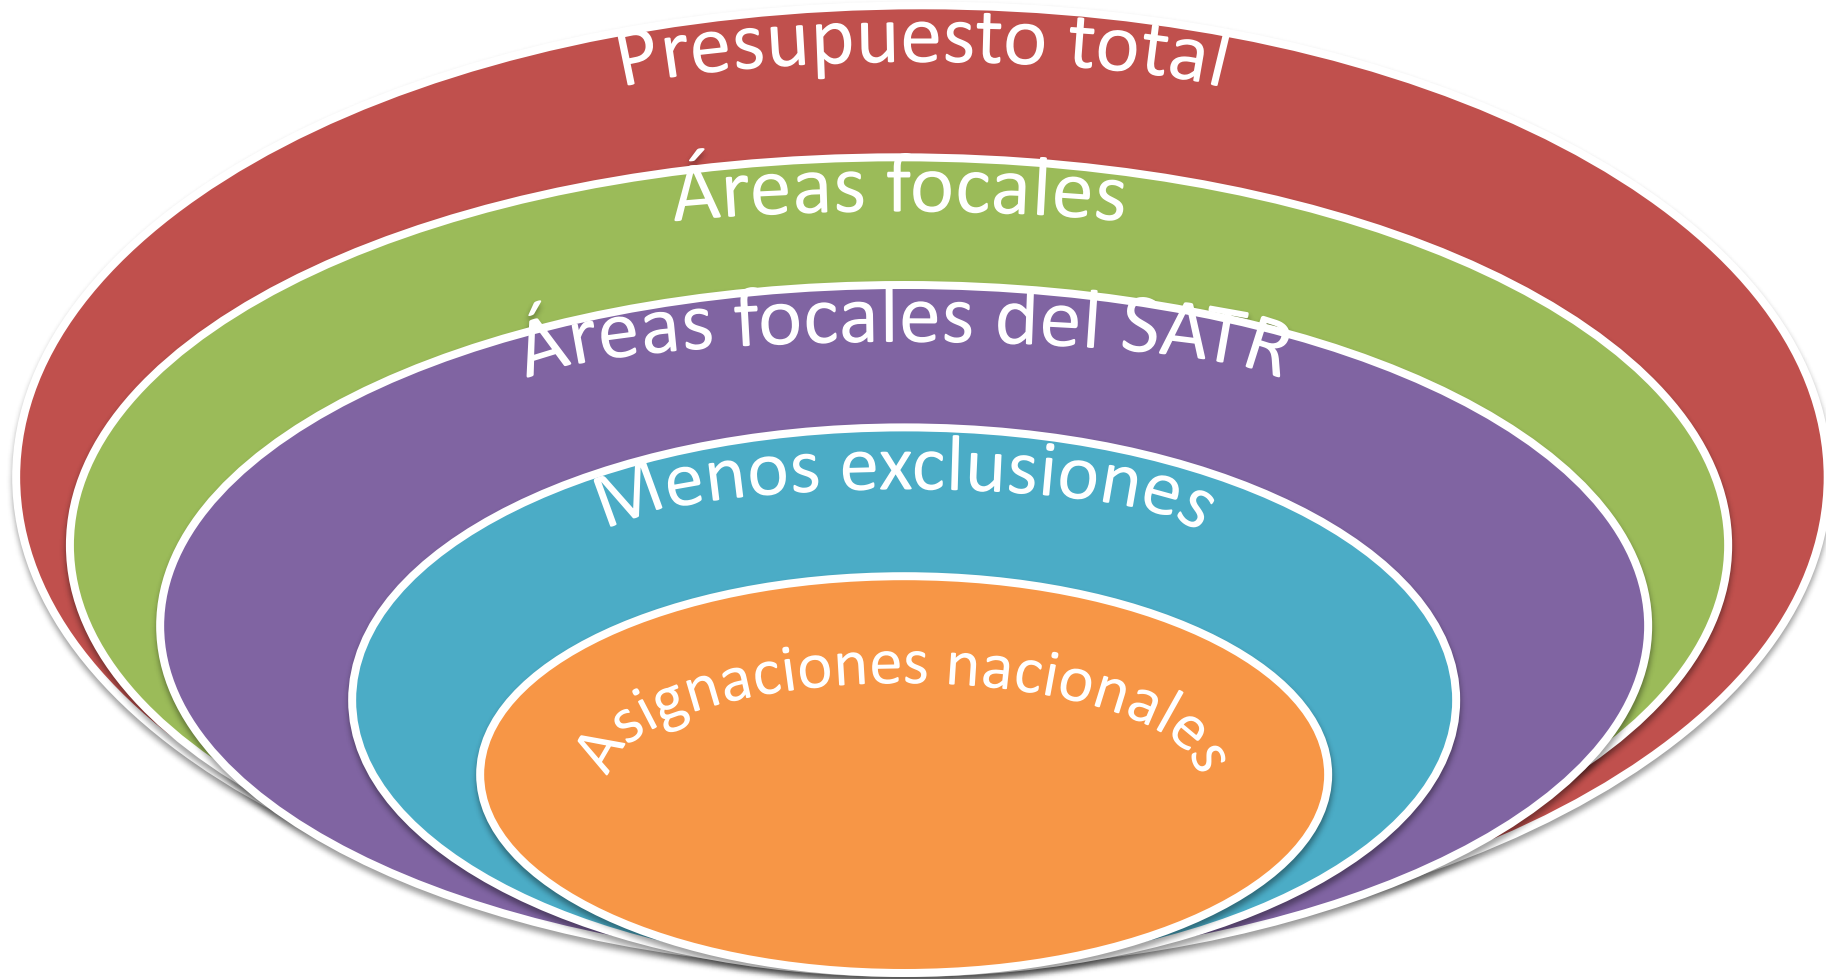 Presupuesto total
Áreas focales
Áreas focales del SATR
Menos exclusiones
Asignaciones nacionales